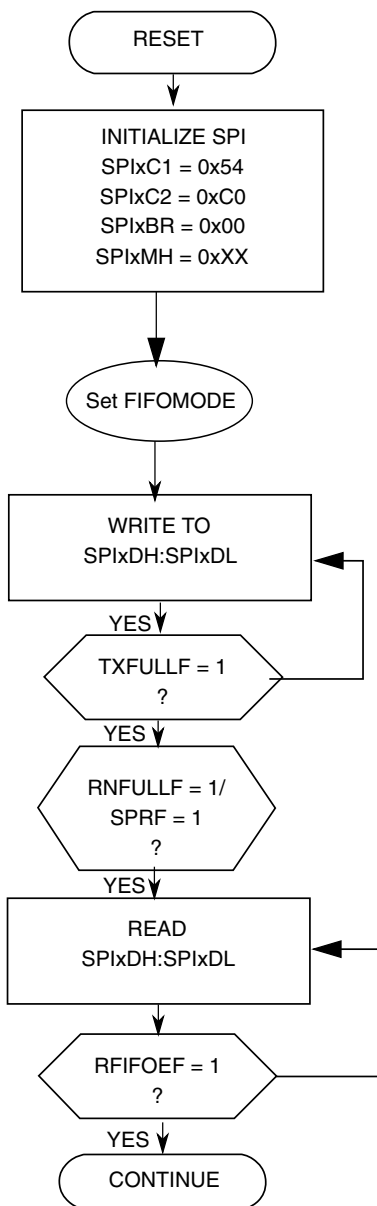 RESET
INITIALIZE SPI
SPIxC1 = 0x54
SPIxC2 = 0xC0
SPIxBR = 0x00
SPIxMH = 0xXX
Set FIFOMODE
WRITE TO
SPIxDH:SPIxDL
YES
TXFULLF = 1
?
YES
RNFULLF = 1/
SPRF = 1
?
YES
READ
SPIxDH:SPIxDL
RFIFOEF = 1
?
YES
CONTINUE